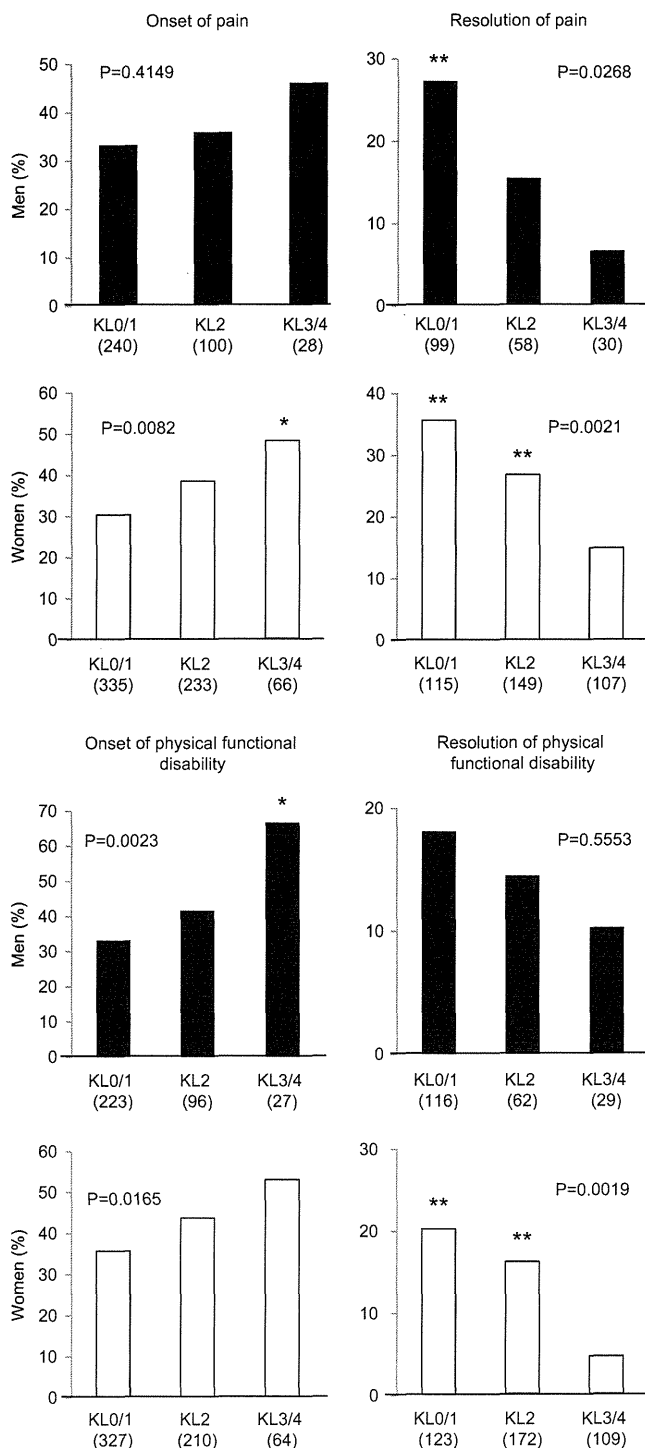 Onset of pain
50
40
30
20
10
0
Men (%)
P=0.4149
KL0/1 KL2 KL3/4
(240) (100) (28)
Resolution of pain
30
20
10
0
**
P=0.0268
KL0/1 KL2 KL3/4
(99) (58) (30)
60
50
40
30
20
10
0
Women (%)
P=0.0082
*
KL0/1 KL2 KL3/4
(335) (233) (66)
40
30
20
10
0
**
**
P=0.0021
KL0/1 KL2 KL3/4
(115) (149) (107)
Onset of physical functional
disability
70
60
50
40
30
20
10
0
Men (%)
P=0.0023
*
KL0/1 KL2 KL3/4
(223) (96) (27)
Resolution of physical
functional disability
20
10
0
P=0.5553
KL0/1 KL2 KL3/4
(116) (62) (29)
60
50
40
30
20
10
0
Women (%)
P=0.0165
KL0/1 KL2 KL3/4
(327) (210) (64)
30
20
10
0
**
**
P=0.0019
KL0/1 KL2 KL3/4
(123) (172) (109)